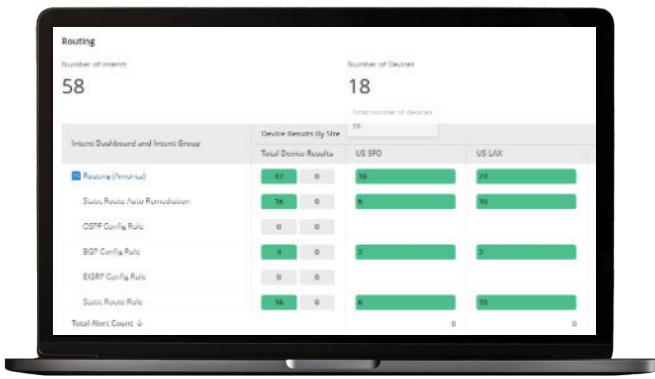 Routing
Number of Intents Number of Devices
58 18
Total number of devices
18
Intent Dashboard and Intent Group Device Results By Site
Total Device Results US SFO US LAX
Routing (America) 42 0 18 24
Static Route Auto Remediation 16 0 6 10
OSPF Config Rule 0 0
BGP Config Rule 4 0 2 2
EIGRP Config Rule 0 0
Static Route Rule 16 0 6 10
Total Alert Count ↓ 0 0